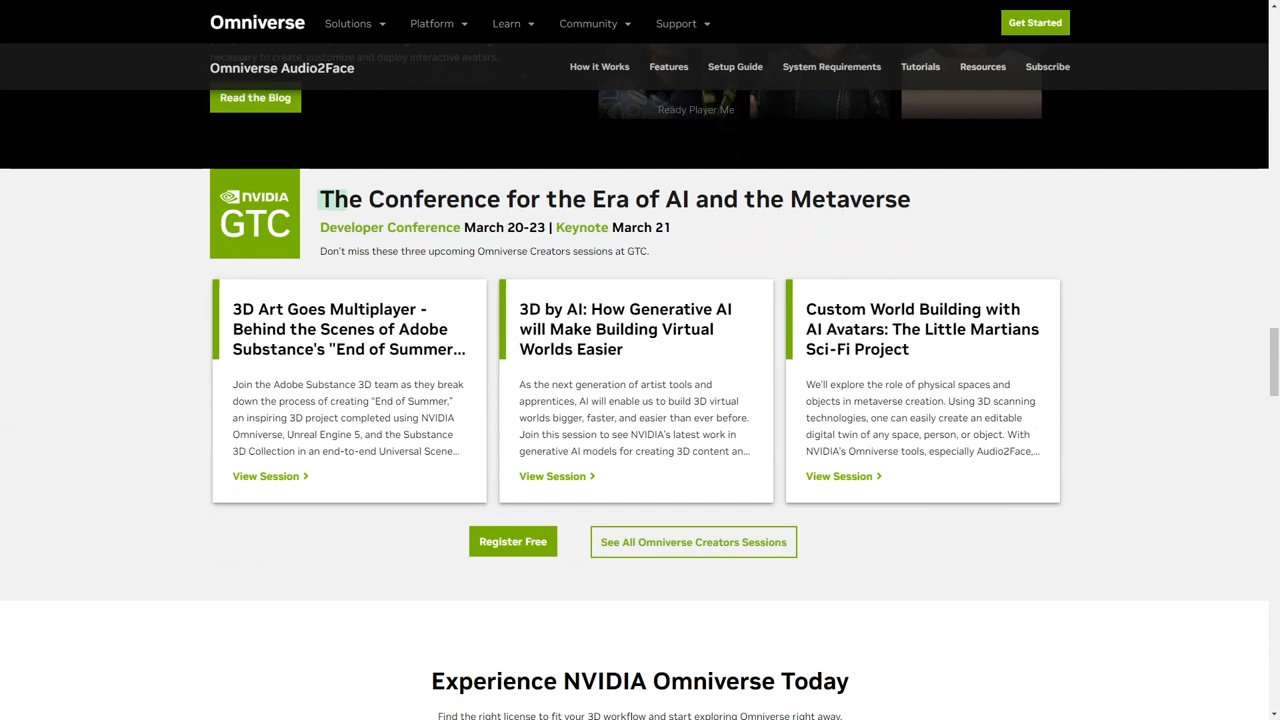 Omniverse
Solutions
Platform
Learn
Community
Support
Get Started
necessary to create, customize and deploy interactive avatars.
Omniverse Audio2Face
How it Works
Features
Setup Guide
System Requirements
Tutorials
Resources
Subscribe
Read the Blog
Ready Player Me
NVIDIA
GTC
The Conference for the Era of AI and the Metaverse
Developer Conference March 20-23 | Keynote March 21
Don't miss these three upcoming Omniverse Creators sessions at GTC.
3D Art Goes Multiplayer -
Behind the Scenes of Adobe
Substance's "End of Summer...
Join the Adobe Substance 3D team as they break
down the process of creating "End of Summer,"
an inspiring 3D project completed using NVIDIA
Omniverse, Unreal Engine 5, and the Substance
3D Collection in an end-to-end Universal Scene...
View Session >
3D by AI: How Generative AI
will Make Building Virtual
Worlds Easier
As the next generation of artist tools and
apprentices, AI will enable us to build 3D virtual
worlds bigger, faster, and easier than ever before.
Join this session to see NVIDIA's latest work in
generative AI models for creating 3D content an...
View Session >
Custom World Building with
AI Avatars: The Little Martians
Sci-Fi Project
We'll explore the role of physical spaces and
objects in metaverse creation. Using 3D scanning
technologies, one can easily create an editable
digital twin of any space, person, or object. With
NVIDIA's Omniverse tools, especially Audio2Face,...
View Session >
Register Free
See All Omniverse Creators Sessions
Experience NVIDIA Omniverse Today
Find the right license to fit your 3D workflow and start exploring Omniverse right away.